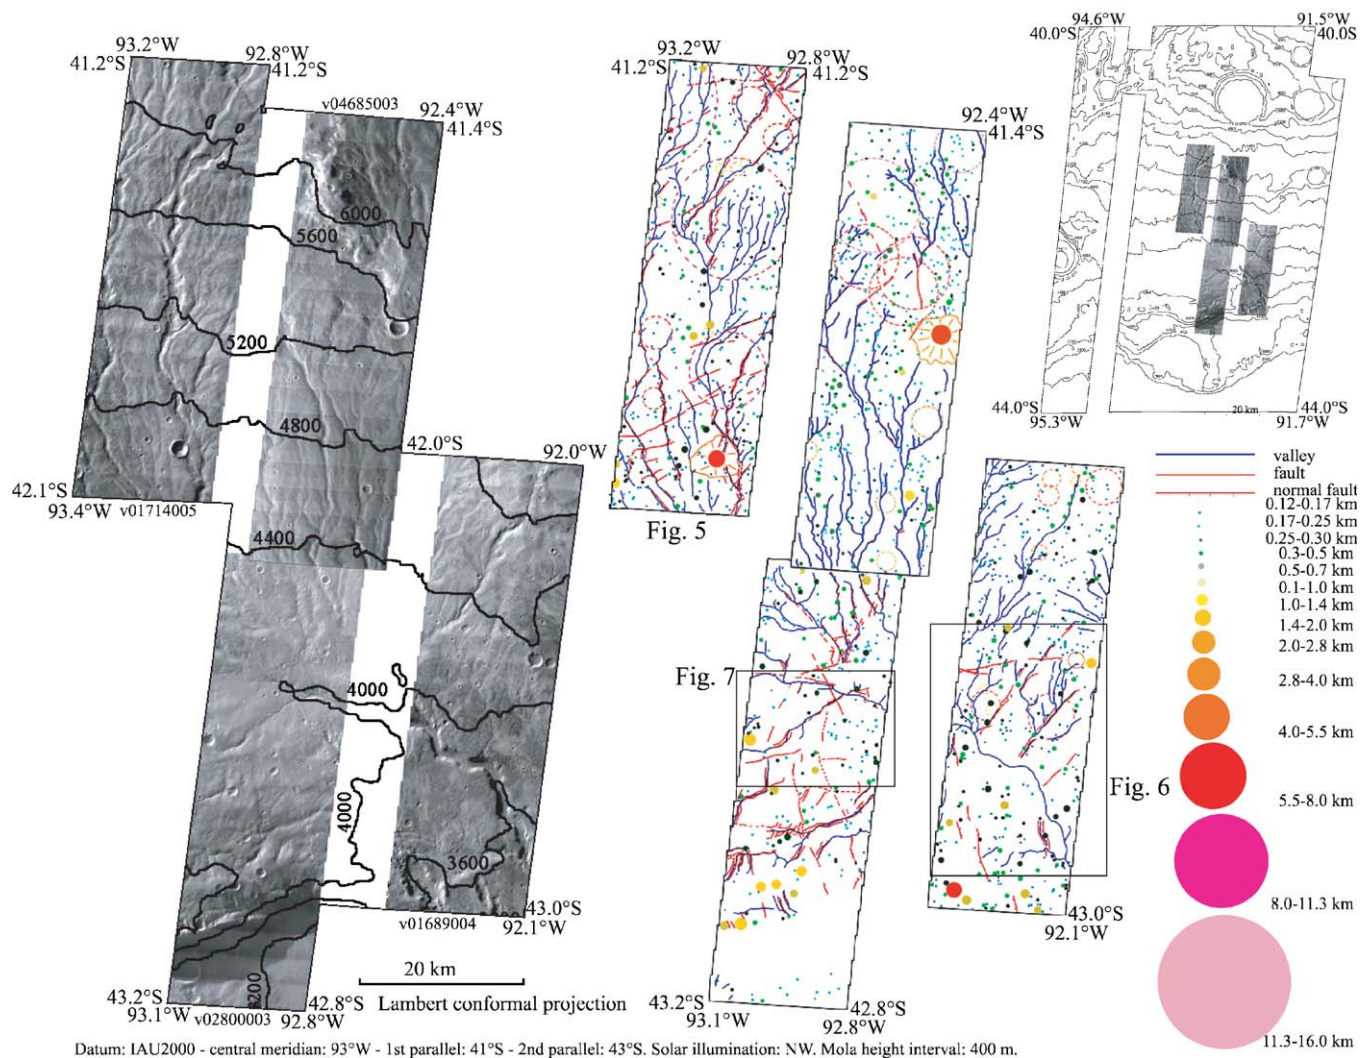 93.2°W
41.2°S
92.8°W
41.2°S
v04685003
92.4°W
41.4°S
6000
5600
5200
4800
42.0°S
92.0°W
42.1°S
93.4°W
v01714005
4400
4000
4000
3600
v01689004
43.0°S
92.1°W
43.2°S
93.1°W
v02800003
42.8°S
92.8°W
20 km
Lambert conformal projection
93.2°W
41.2°S
92.8°W
41.2°S
Fig. 5
92.4°W
41.4°S
Fig. 7
Fig. 6
43.0°S
92.1°W
43.2°S
93.1°W
42.8°S
92.8°W
94.6°W
40.0°S
91.5°W
40.0S
44.0°S
95.3°W
20 km
44.0°S
91.7°W
valley
fault
normal fault
0.12-0.17 km
0.17-0.25 km
0.25-0.30 km
0.3-0.5 km
0.5-0.7 km
0.1-1.0 km
1.0-1.4 km
1.4-2.0 km
2.0-2.8 km
2.8-4.0 km
4.0-5.5 km
5.5-8.0 km
8.0-11.3 km
11.3-16.0 km
Datum: IAU2000 - central meridian: 93°W - 1st parallel: 41°S - 2nd parallel: 43°S. Solar illumination: NW. Mola height interval: 400 m.